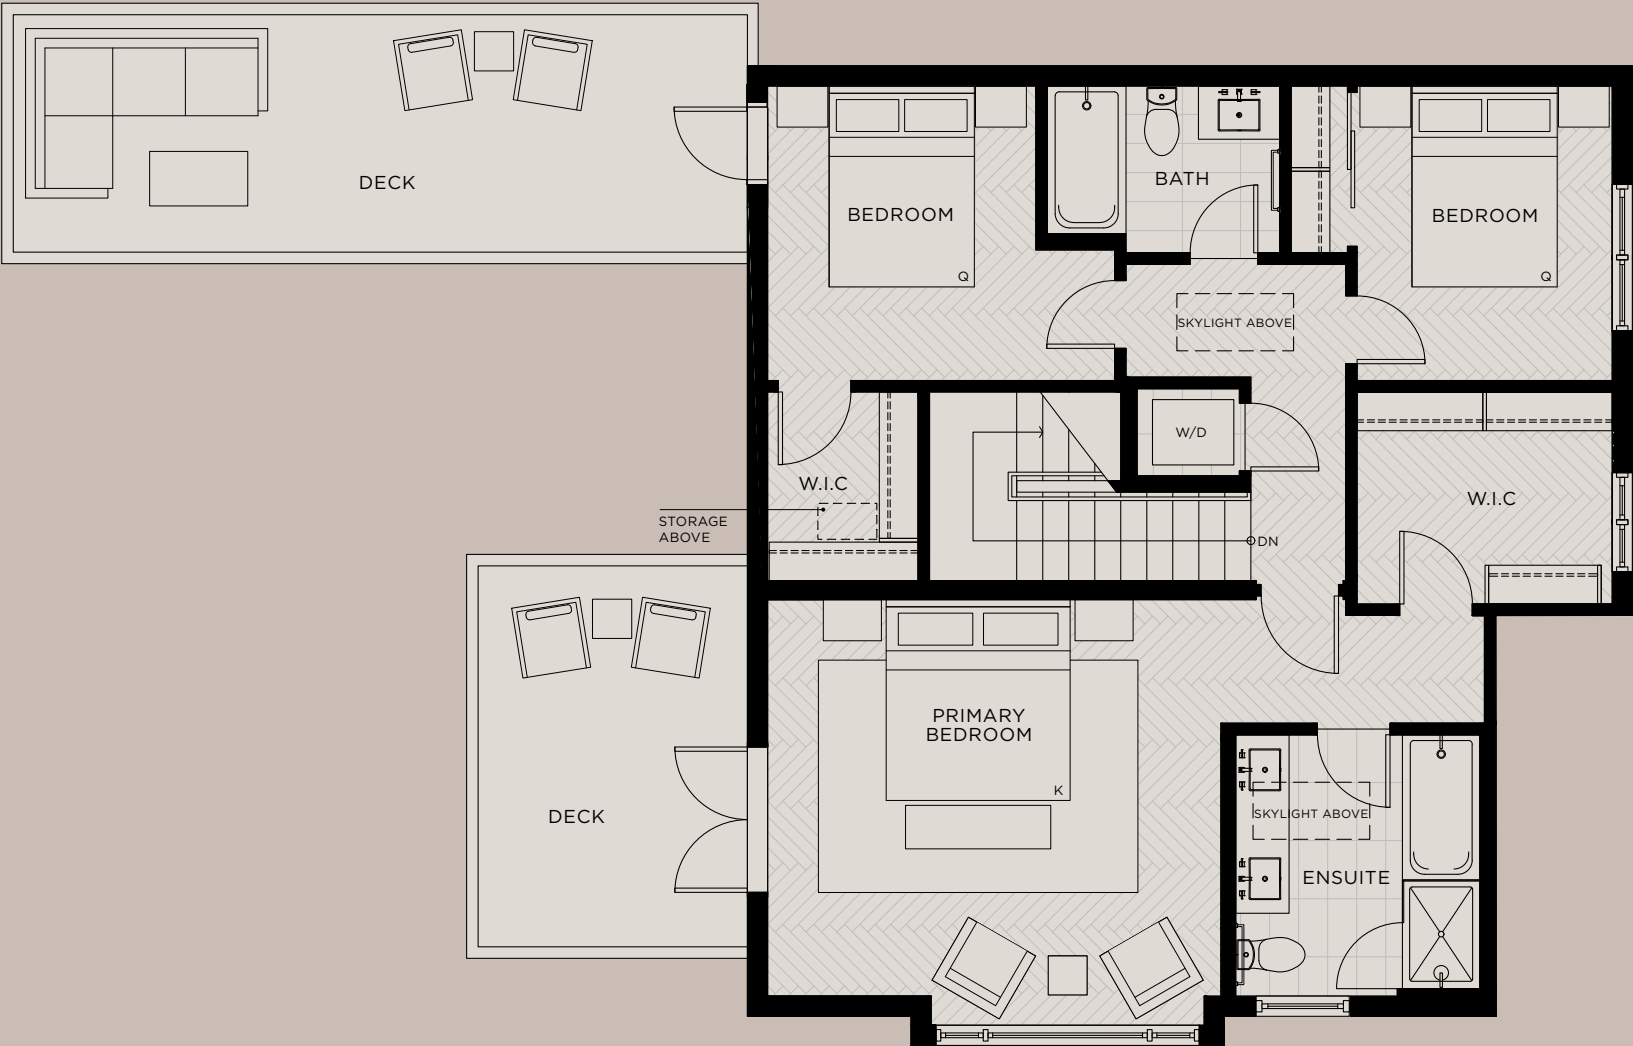 DECK
BEDROOM
Q
BATH
BEDROOM
Q
SKYLIGHT ABOVE
W/D
W.I.C
STORAGE
ABOVE
DN
W.I.C
PRIMARY
BEDROOM
K
DECK
SKYLIGHT ABOVE
ENSUITE